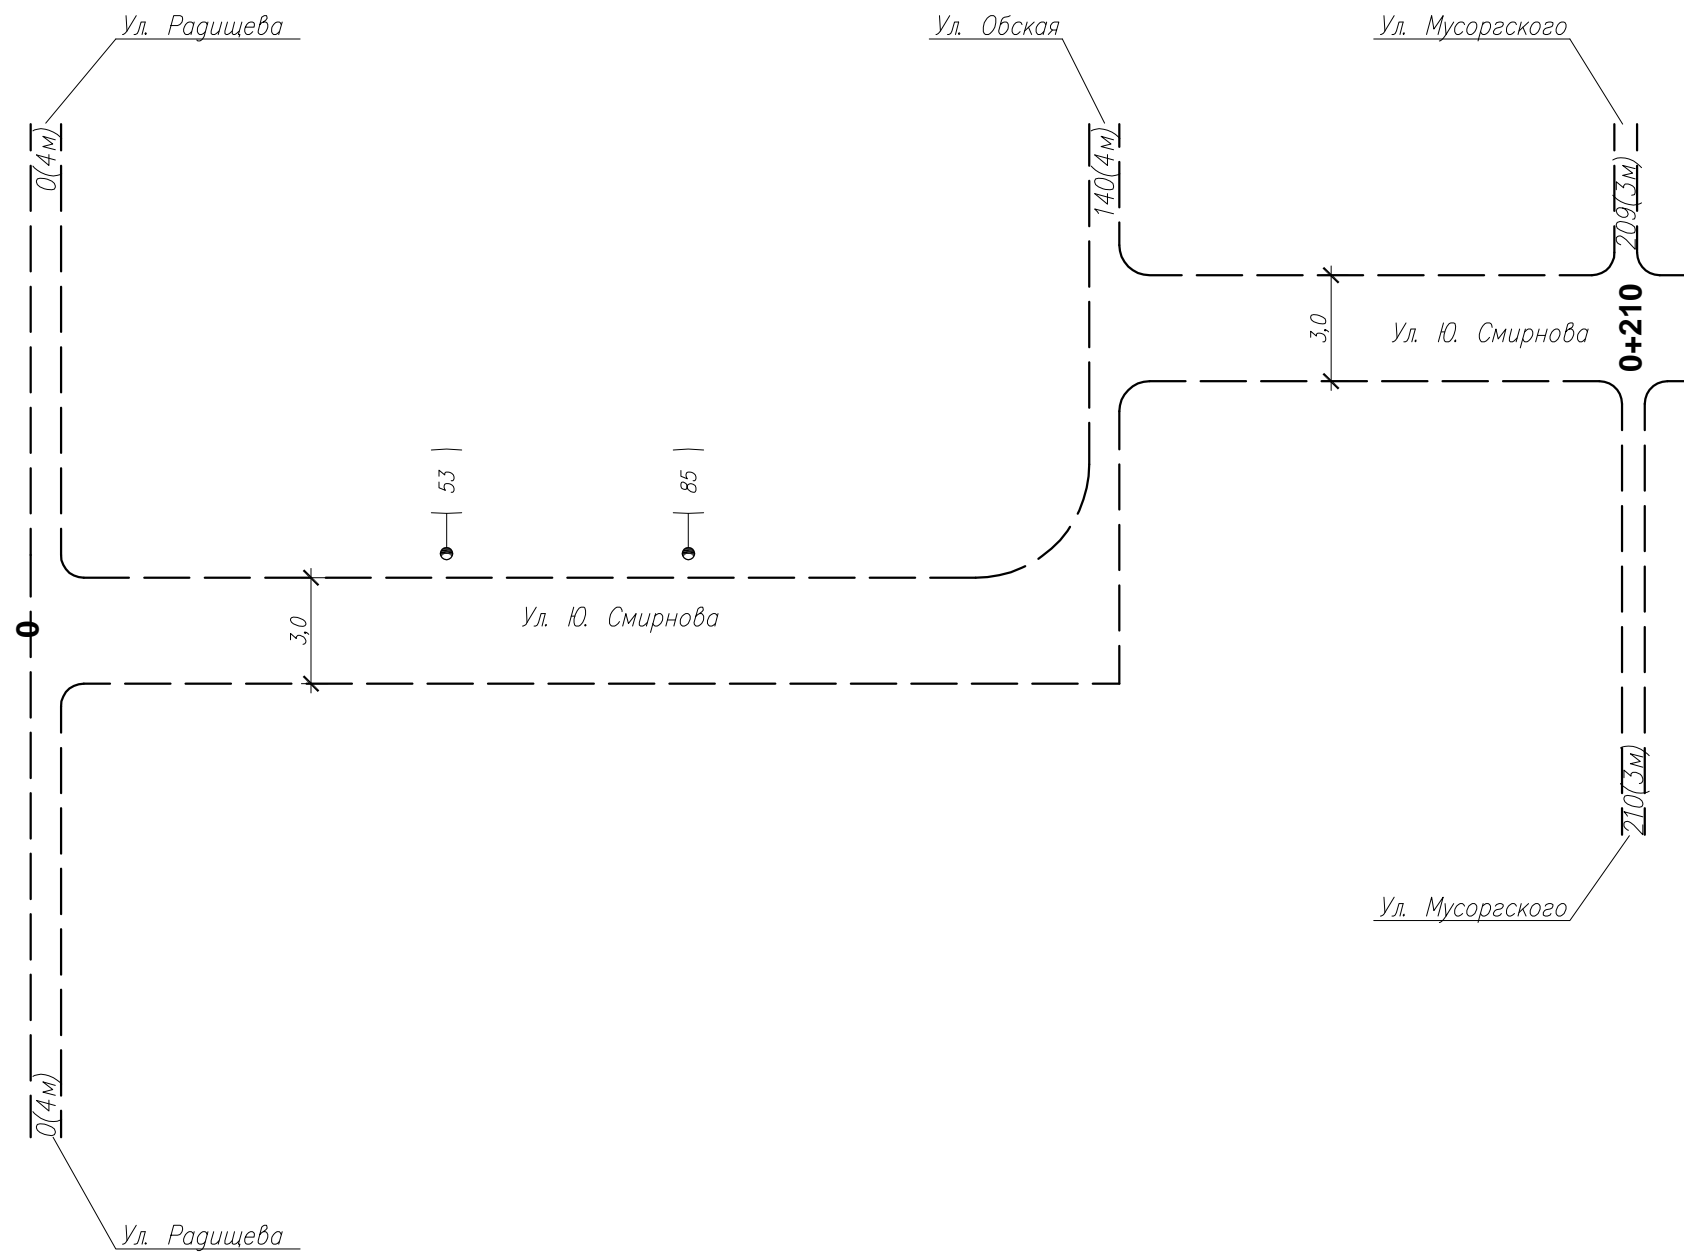 Ул. Радищева
Ул. Обская
Ул. Мусоргского
0(4м)
140(4м)
209(3м)
3,0
Ул. Ю. Смирнова
0+210
53
85
0
3,0
Ул. Ю. Смирнова
210(3м)
Ул. Мусоргского
0(4м)
Ул. Радищева